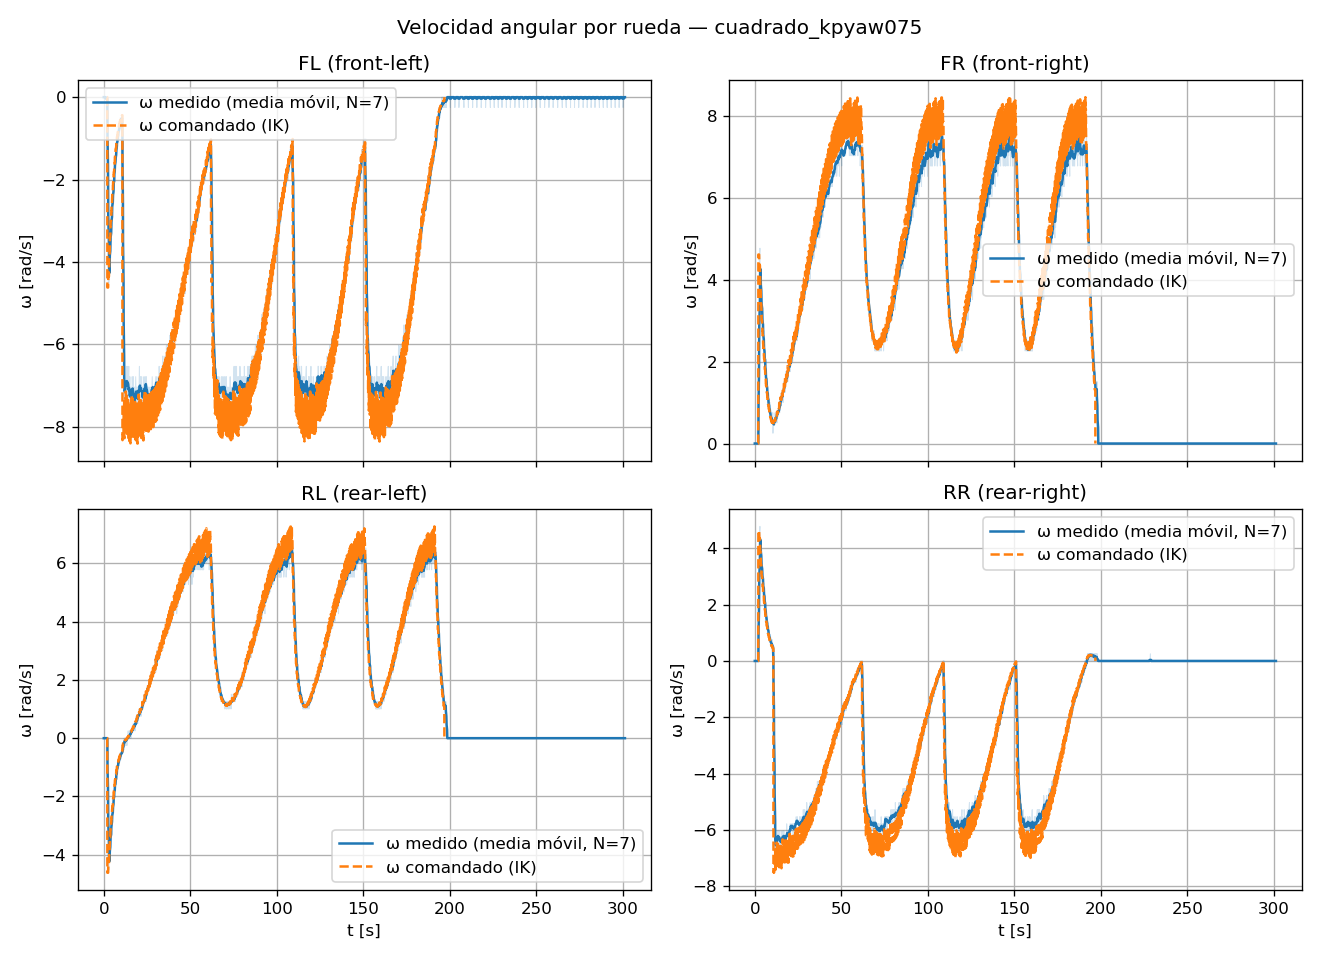 Velocidad angular por rueda — cuadrado_kpyaw075
FL (front-left)
ω medido (media móvil, N=7)
ω comandado (IK)
ω [rad/s]
0
−2
−4
−6
−8
FR (front-right)
ω medido (media móvil, N=7)
ω comandado (IK)
ω [rad/s]
8
6
4
2
0
RL (rear-left)
ω medido (media móvil, N=7)
ω comandado (IK)
ω [rad/s]
6
4
2
0
−2
−4
0 50 100 150 200 250 300
t [s]
RR (rear-right)
ω medido (media móvil, N=7)
ω comandado (IK)
ω [rad/s]
4
2
0
−2
−4
−6
−8
0 50 100 150 200 250 300
t [s]